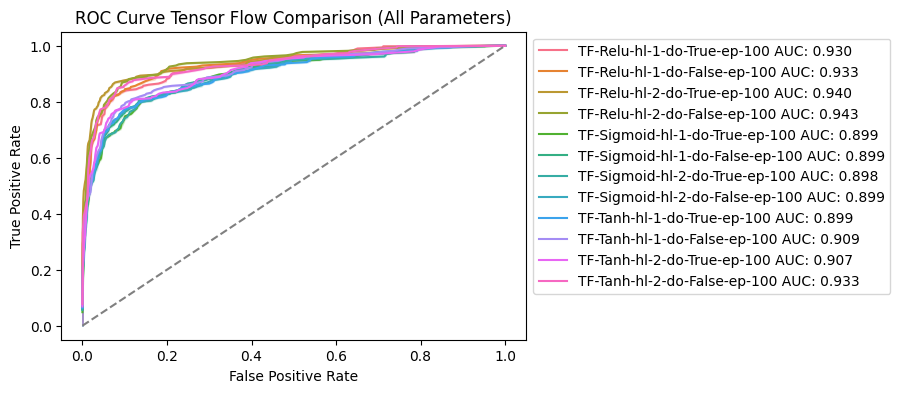 ROC Curve Tensor Flow Comparison (All Parameters)
True Positive Rate
1.0
0.8
0.6
0.4
0.2
0.0
0.0 0.2 0.4 0.6 0.8 1.0
False Positive Rate
TF-Relu-hl-1-do-True-ep-100 AUC: 0.930
TF-Relu-hl-1-do-False-ep-100 AUC: 0.933
TF-Relu-hl-2-do-True-ep-100 AUC: 0.940
TF-Relu-hl-2-do-False-ep-100 AUC: 0.943
TF-Sigmoid-hl-1-do-True-ep-100 AUC: 0.899
TF-Sigmoid-hl-1-do-False-ep-100 AUC: 0.899
TF-Sigmoid-hl-2-do-True-ep-100 AUC: 0.898
TF-Sigmoid-hl-2-do-False-ep-100 AUC: 0.899
TF-Tanh-hl-1-do-True-ep-100 AUC: 0.899
TF-Tanh-hl-1-do-False-ep-100 AUC: 0.909
TF-Tanh-hl-2-do-True-ep-100 AUC: 0.907
TF-Tanh-hl-2-do-False-ep-100 AUC: 0.933